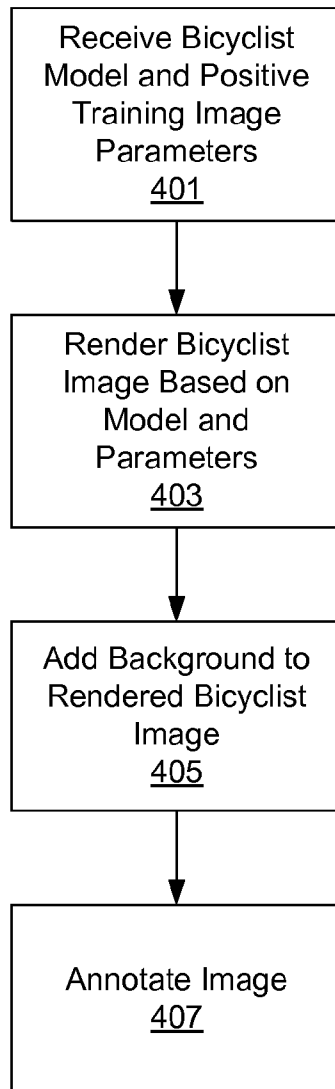 Receive Bicyclist
Model and Positive
Training Image
Parameters
401
Render Bicyclist
Image Based on
Model and
Parameters
403
Add Background to
Rendered Bicyclist
Image
405
Annotate Image
407